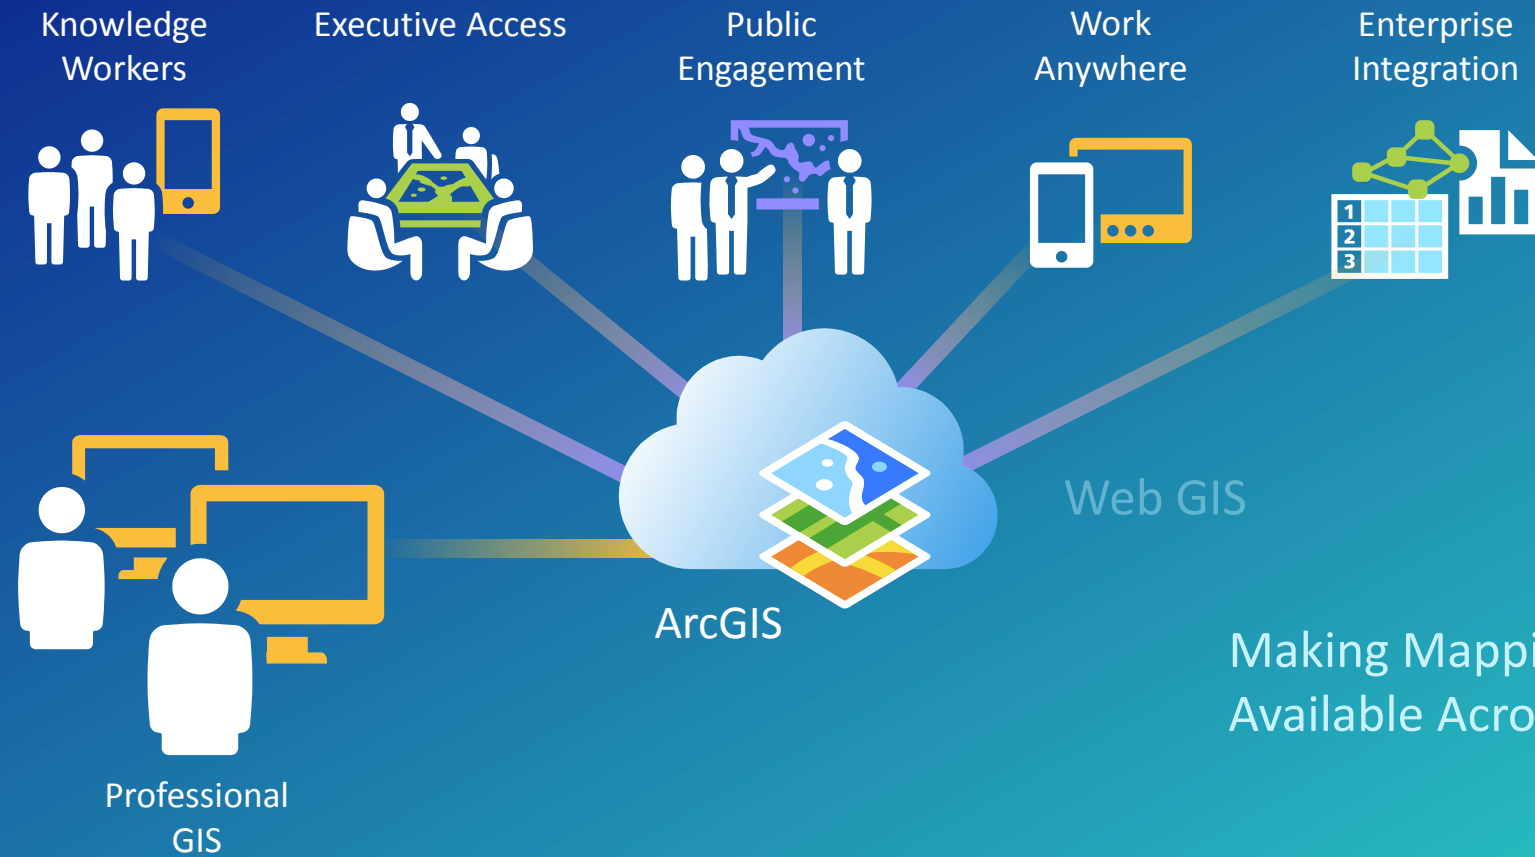 Knowledge
Workers
Executive Access
Public
Engagement
Work
Anywhere
Enterprise
Integration
1
2
3
Web GIS
ArcGIS
Making Mappi
Available Acro
Professional
GIS